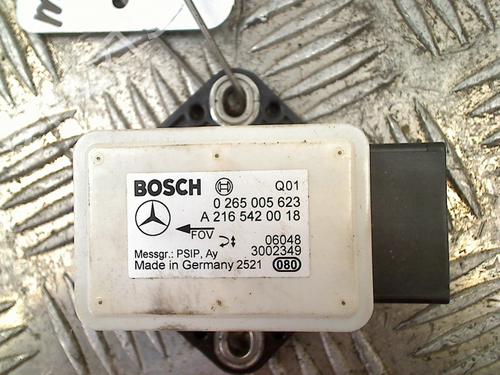 BOSCH Q01
0 265 005 623
A 216 542 00 18
FOV
06048
Messgr.: PSIP, Ay 3002349
Made in Germany 2521 080